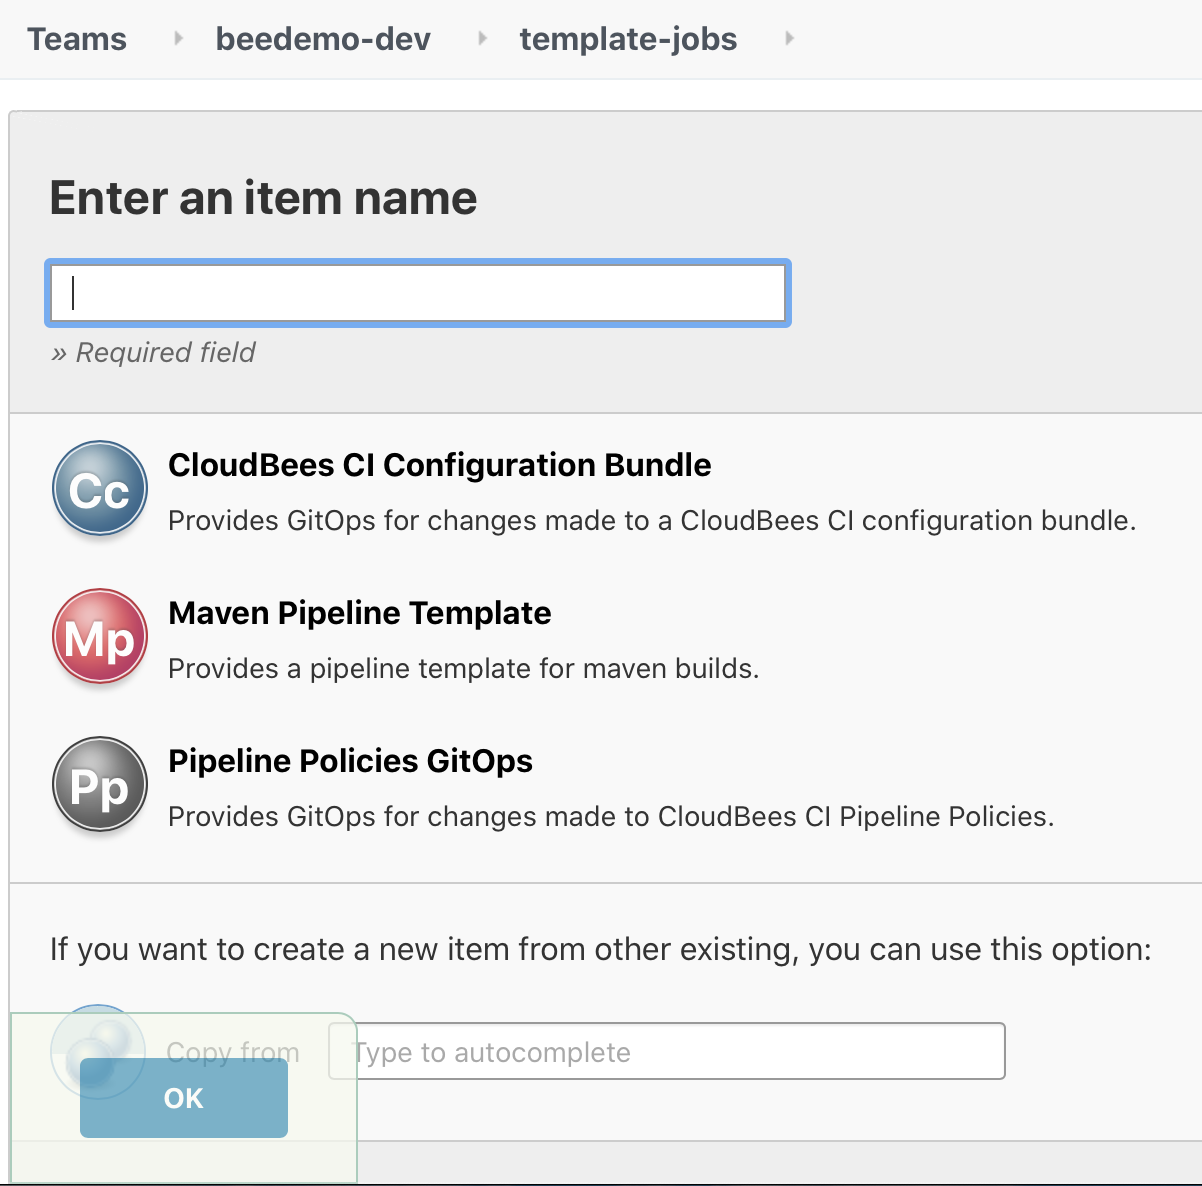 Teams beedemo-dev template-jobs
Enter an item name
» Required field
Cc
CloudBees CI Configuration Bundle
Provides GitOps for changes made to a CloudBees CI configuration bundle.
Mp
Maven Pipeline Template
Provides a pipeline template for maven builds.
Pp
Pipeline Policies GitOps
Provides GitOps for changes made to CloudBees CI Pipeline Policies.
If you want to create a new item from other existing, you can use this option:
Copy from Type to autocomplete
OK